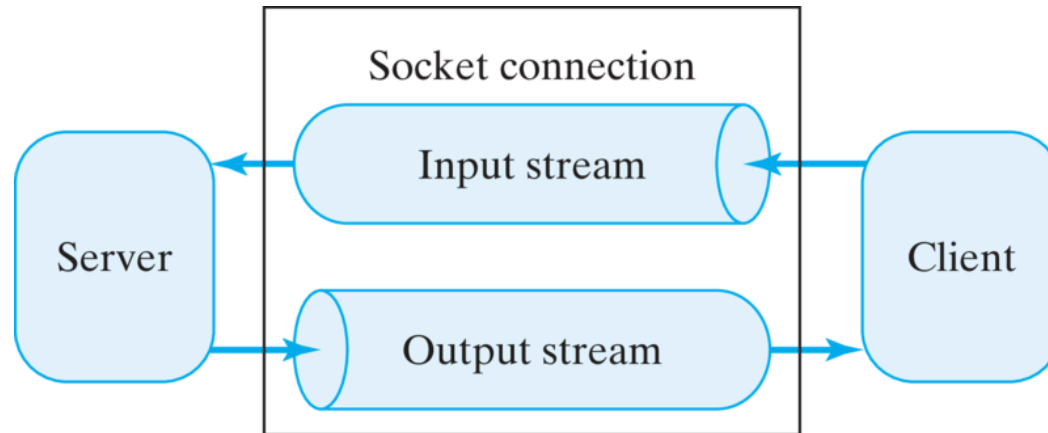 Socket connection
Input stream
Server
Client
Output stream